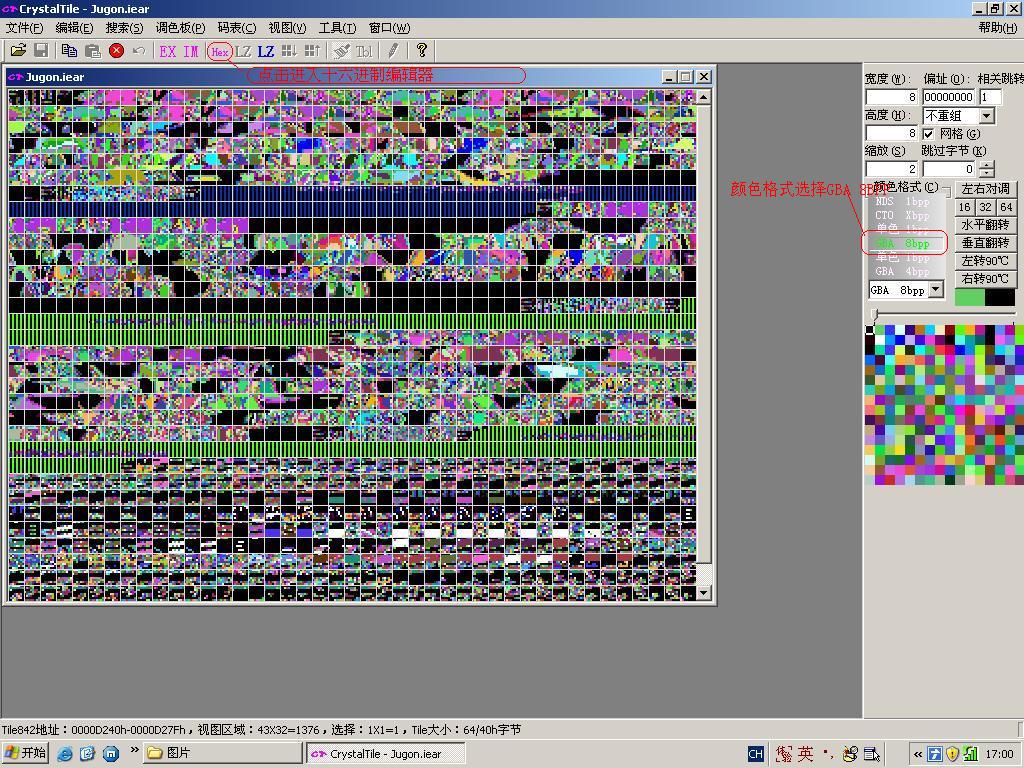 CrystalTile - Jugon.iear
文件(F) 编辑(E) 搜索(S) 调色板(P) 码表(C) 视图(V) 工具(T) 窗口(W) 帮助(H)
EX IM Hex LZ LZ Tbl ?
点击进入十六进制编辑器
Jugon.iear
宽度(W): 偏址(O): 相关跳转
8 00000000 1
高度(H): 不重组
8 网格(G)
缩放(S) 跳过字节(K)
2 0
颜色格式选择GBA 8BPP
颜色格式(C) 左右对调
NDS 1bpp
CTO Xbpp
16 32 64
单色 1bpp
水平翻转
GBA 8bpp
垂直翻转
单色 1bpp
左转90℃
GBA 4bpp
右转90℃
GBA 8bpp
Tile842地址：0000D240h-0000D27Fh，视图区域：43X32=1376，选择：1X1=1，Tile大小：64/40h字节
开始 » 图片 CrystalTile - Jugon.iear CH 英 « 17:00